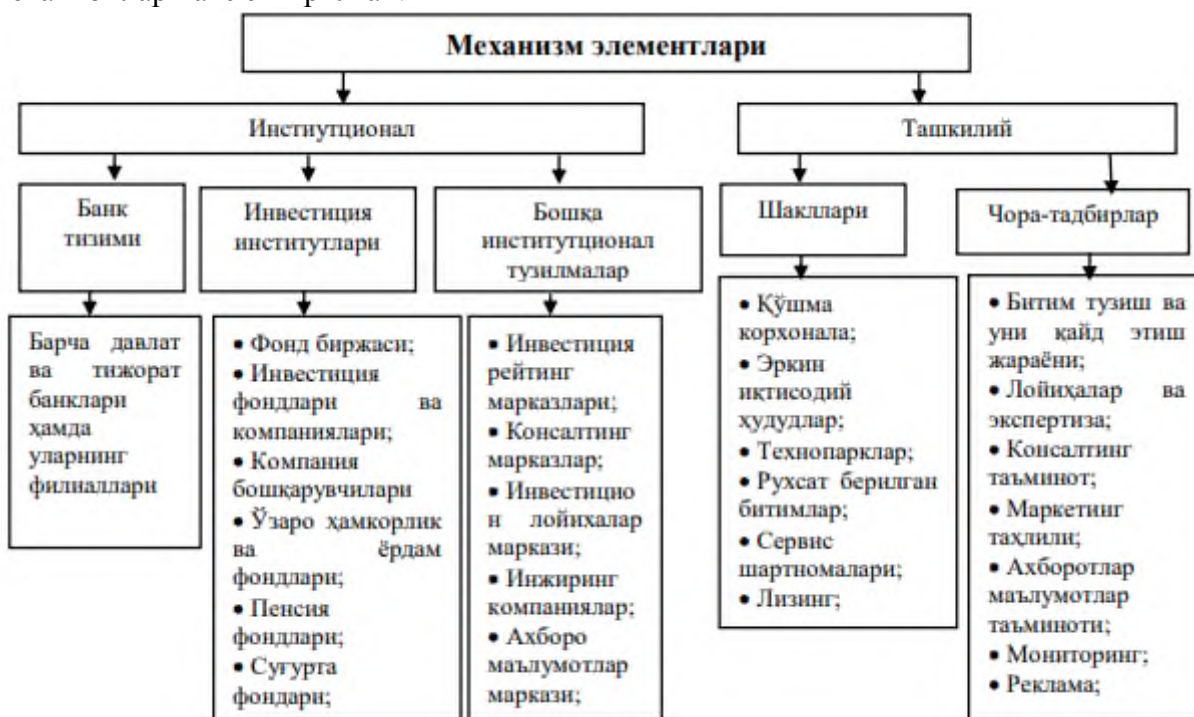 Механизм элементлари
Инстиутционал
Ташкилий
Банк
тизими
Инвестиция
институтлари
Бошқа
институтционал
тузилмалар
Шакллари
Чора-тадбирлар
Барча давлат
ва тижорат
банклари
ҳамда
уларнинг
филиаллари
• Фонд биржаси;
• Инвестиция
фондлари ва
компаниялари;
• Компания
бошқарувчилари
• Ўзаро ҳамкорлик
ва ёрдам
фондлари;
• Пенсия
фондлари;
• Суғурта
фондари;
• Инвестиция
рейтинг
марказлари;
• Консалтинг
марказлар;
• Инвестицио
н лойихалар
маркази;
• Инжиринг
компаниялар;
• Ахборо
маълумотлар
маркази;
• Қўшма
корхонала;
• Эркин
иқтисодий
ҳудудлар;
• Технопарклар;
• Рухсат берилган
битимлар;
• Сервис
шартномалари;
• Лизинг;
• Битим тузиш ва
уни қайд этиш
жараёни;
• Лойиҳалар ва
экспертиза;
• Консалтинг
таъминот;
• Маркетинг
таҳлили;
• Ахборотлар
маълумотлар
таъминоти;
• Мониторинг;
• Реклама;